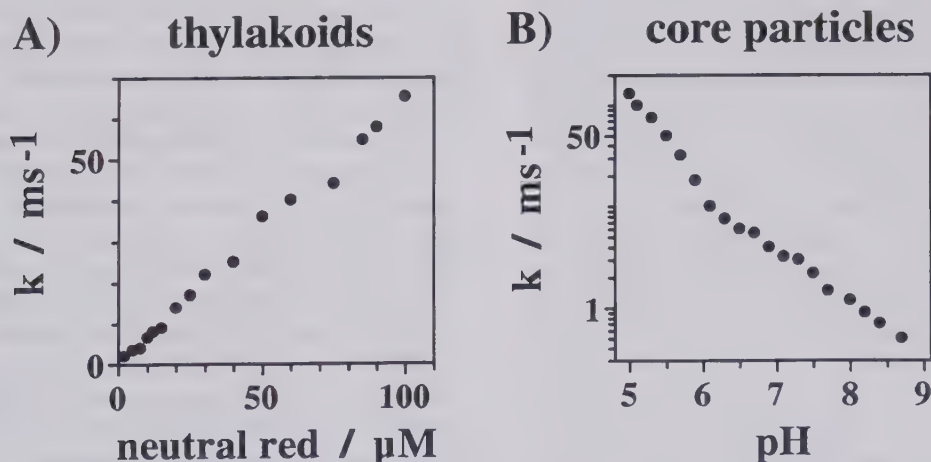 A) thylakoids
k / ms-1
50
0
0 50 100
neutral red / μM
B) core particles
k / ms-1
50
1
5 6 7 8 9
pH